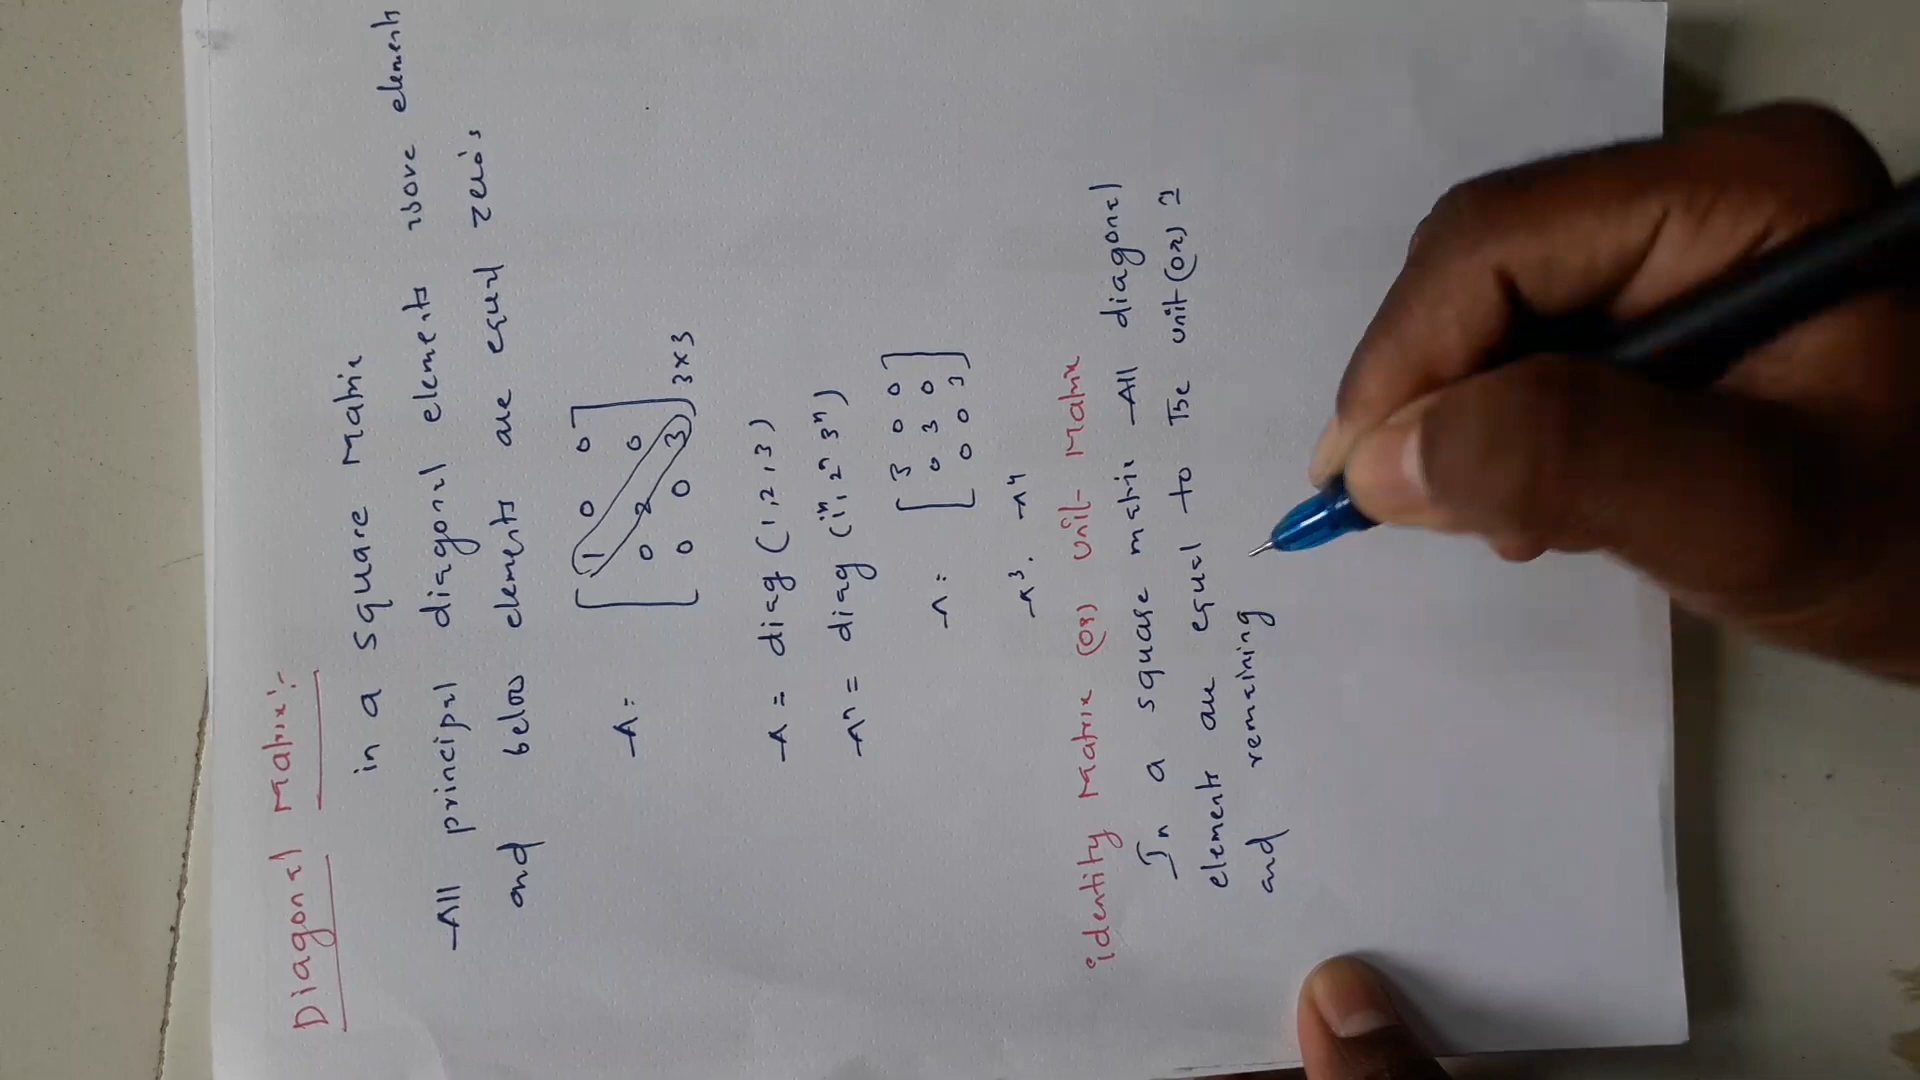 Diagonal Matrix:-
in a square Matrix
All principal diagonal elements above elements
and below elements are equal zero's
A = [ 1 0 0
0 2 0
0 0 3 ] 3x3
A = diag (1,2,3)
Aⁿ = diag (1ⁿ, 2ⁿ 3ⁿ)
A = [ 3 0 0
0 3 0
0 0 3 ]
A³. A⁴
identity Matrix (or) unit Matrix
In a square matrix All diagonal
elements are equal to The unit (or) 1
and remaining